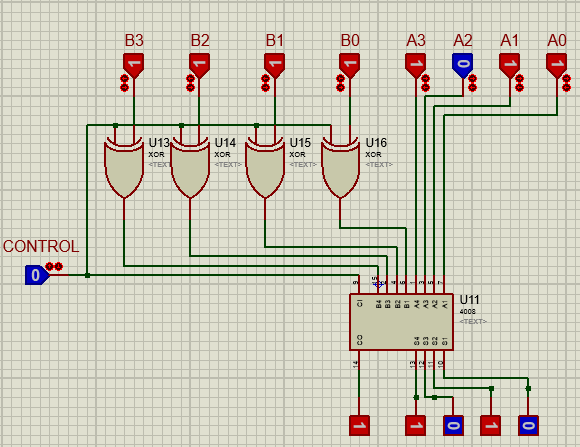 B3 B2 B1 B0 A3 A2 A1 A0
1 1 1 1 1 0 1 1
U13 U14 U15 U16
XOR XOR XOR XOR
<TEXT> <TEXT> <TEXT> <TEXT>
CONTROL
0
9 15 2 4 6 1 3 5 7
CI B4 B3 B2 B1 A4 A3 A2 A1
U11
4008
<TEXT>
CO S4 S3 S2 S1
14 13 12 11 10
1 1 0 1 0